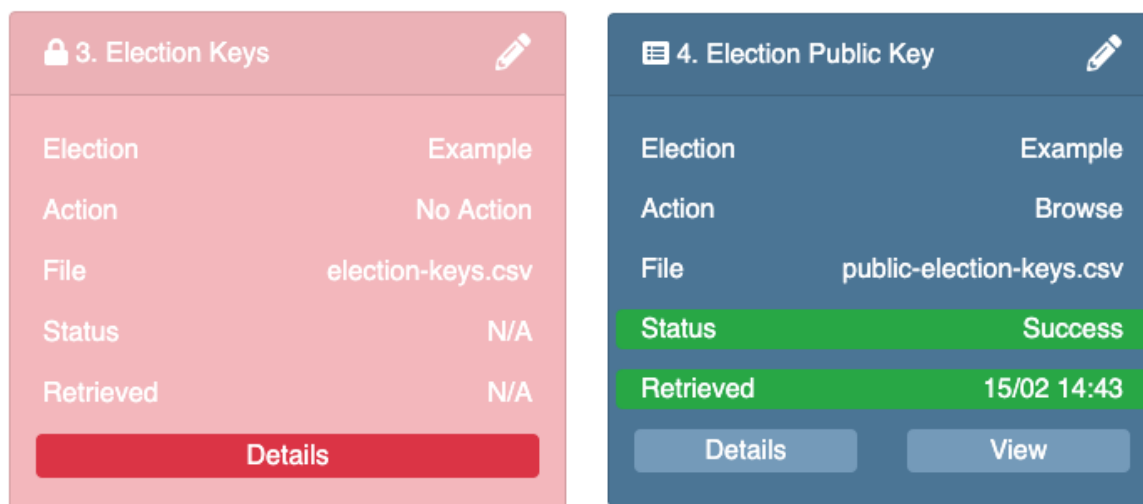 3. Election Keys
Election Example
Action No Action
File election-keys.csv
Status N/A
Retrieved N/A
Details
4. Election Public Key
Election Example
Action Browse
File public-election-keys.csv
Status Success
Retrieved 15/02 14:43
Details View